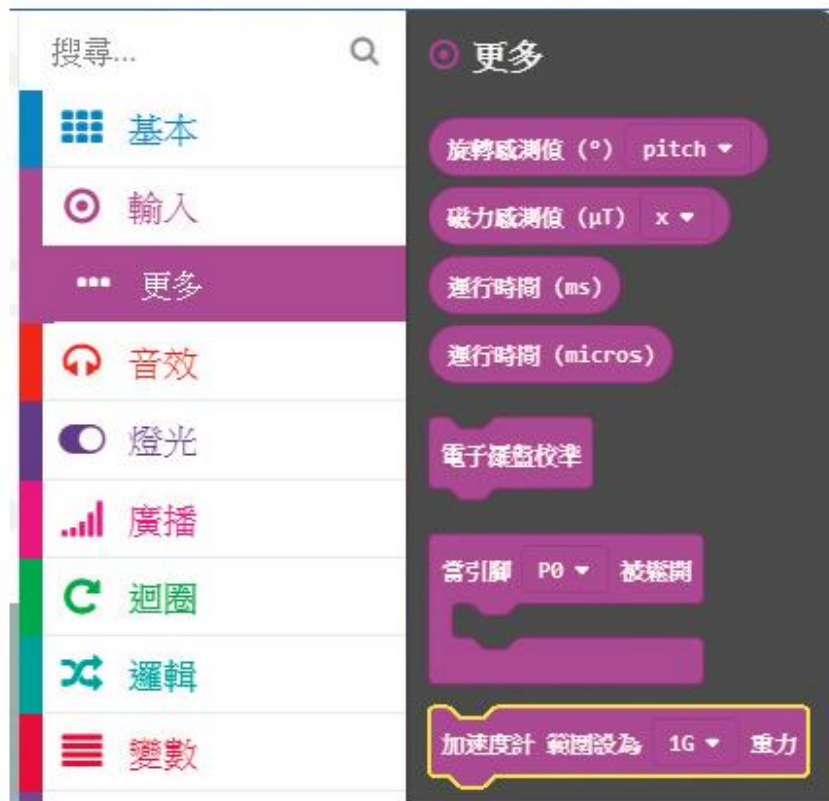 搜尋...
基本
輸入
更多
音效
燈光
廣播
迴圈
邏輯
變數
更多
旋轉感測值 (°) pitch
磁力感測值 (μT) x
運行時間 (ms)
運行時間 (micros)
電子羅盤校準
當引腳 P0 被鬆開
加速度計 範圍設為 1G 重力